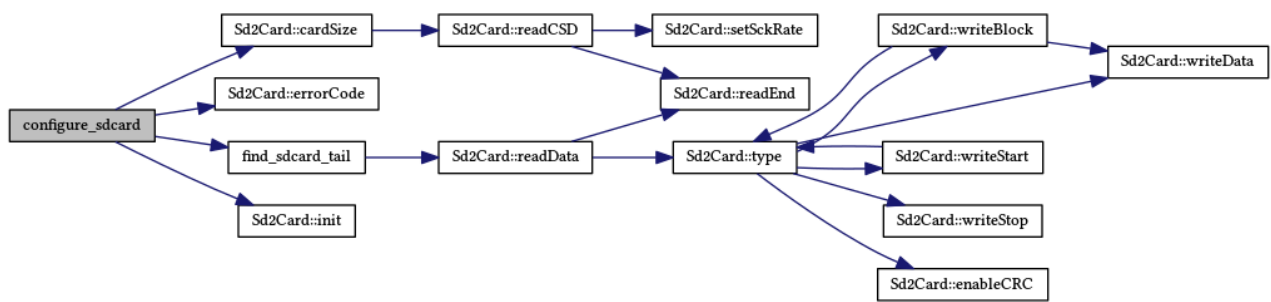 configure_sdcard
Sd2Card::cardSize
Sd2Card::errorCode
find_sdcard_tail
Sd2Card::init
Sd2Card::readCSD
Sd2Card::readData
Sd2Card::setSckRate
Sd2Card::readEnd
Sd2Card::type
Sd2Card::writeBlock
Sd2Card::writeStart
Sd2Card::writeStop
Sd2Card::enableCRC
Sd2Card::writeData